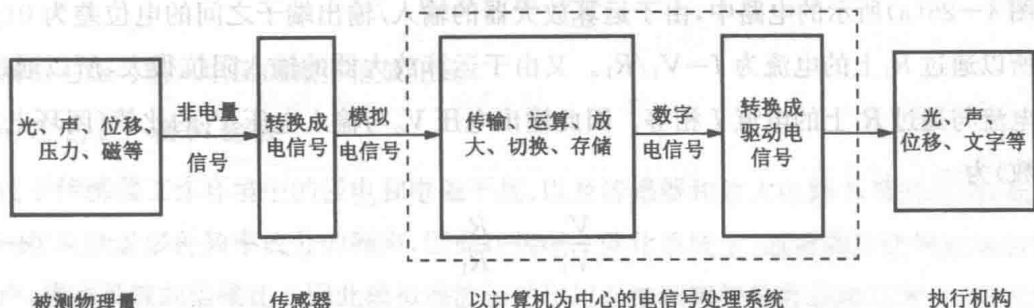 光、声、位移、
压力、磁等
非电量
信号
转换成
电信号
模拟
电信号
传输、运算、放
大、切换、存储
数字
电信号
转换成
驱动电
信号
光、声、
位移、文字等
被测物理量
传感器
以计算机为中心的电信号处理系统
执行机构